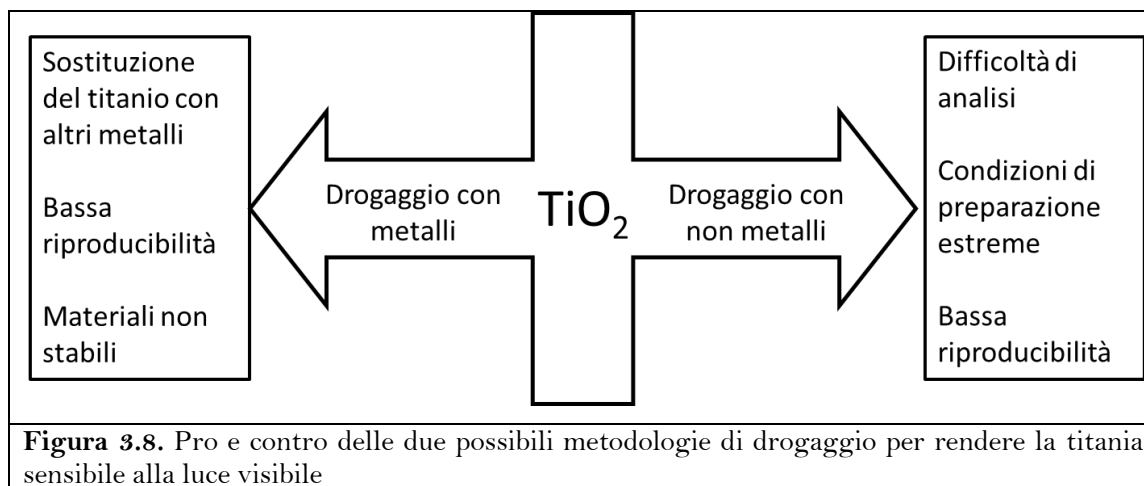 Sostituzione
del titanio con
altri metalli
Bassa
riproducibilità
Materiali non
stabili
Drogaggio con
metalli
TiO₂
Drogaggio con
non metalli
Difficoltà di
analisi
Condizioni di
preparazione
estreme
Bassa
riproducibilità
Figura 3.8. Pro e contro delle due possibili metodologie di drogaggio per rendere la titania
sensibile alla luce visibile